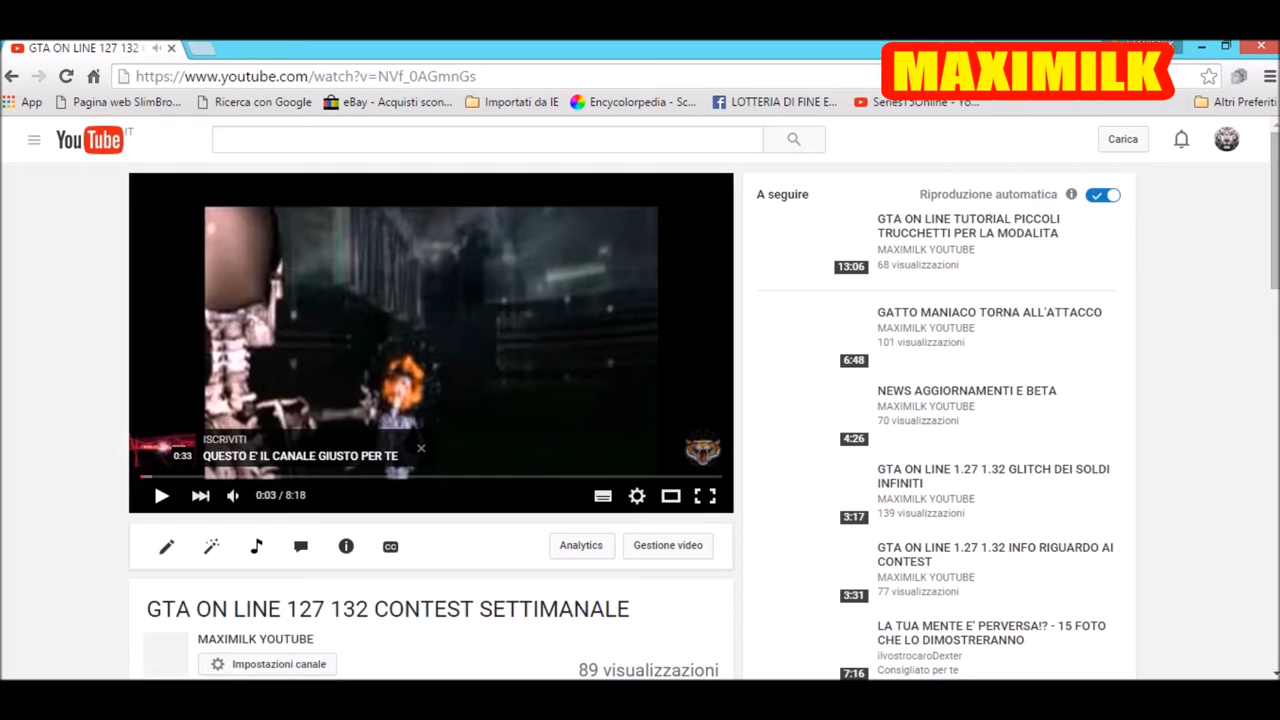 GTA ON LINE 127 132
MAXIMILK
https://www.youtube.com/watch?v=NVf_0AGmnGs
App
Pagina web SlimBro...
Ricerca con Google
eBay - Acquisti scon...
Importati da IE
Encyclorpedia - Sc...
LOTTERIA DI FINE E...
SeriesTSOnline - Yo...
Altri Preferiti
YouTube IT
Carica
A seguire
Riproduzione automatica
GTA ON LINE TUTORIAL PICCOLI
TRUCCHETTI PER LA MODALITA
MAXIMILK YOUTUBE
68 visualizzazioni
13:06
GATTO MANIACO TORNA ALL'ATTACCO
MAXIMILK YOUTUBE
101 visualizzazioni
6:48
NEWS AGGIORNAMENTI E BETA
MAXIMILK YOUTUBE
70 visualizzazioni
4:26
GTA ON LINE 1.27 1.32 GLITCH DEI SOLDI
INFINITI
MAXIMILK YOUTUBE
139 visualizzazioni
3:17
GTA ON LINE 1.27 1.32 INFO RIGUARDO AI
CONTEST
MAXIMILK YOUTUBE
77 visualizzazioni
3:31
LA TUA MENTE E' PERVERSA!? - 15 FOTO
CHE LO DIMOSTRERANNO
ilvostrocaroDexter
Consigliato per te
7:16
ISCRIVITI
QUESTO E' IL CANALE GIUSTO PER TE
0:33
0:03 / 8:18
CC
Analytics
Gestione video
GTA ON LINE 127 132 CONTEST SETTIMANALE
MAXIMILK YOUTUBE
Impostazioni canale
89 visualizzazioni